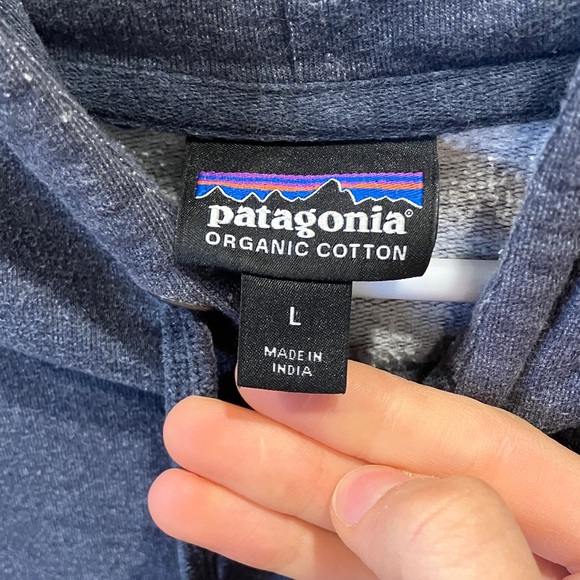 patagonia®
ORGANIC COTTON
L
MADE IN
INDIA